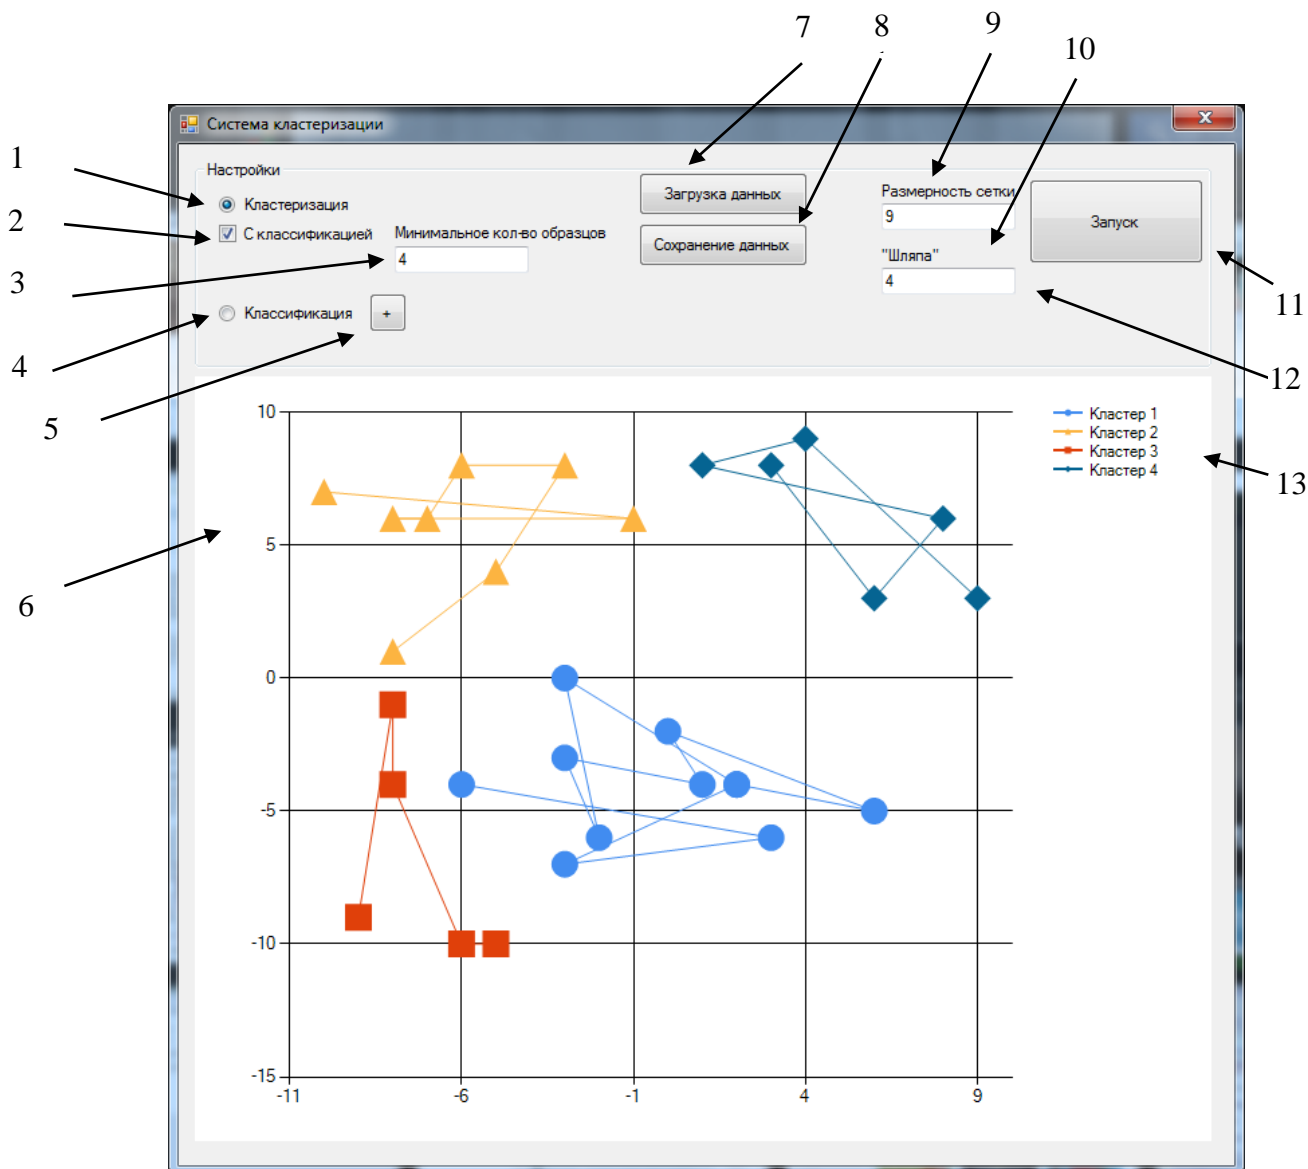 7
8
9
10
Система кластеризации
1
Настройки
Кластеризация
Загрузка данных
Размерность сетки
9
Запуск
2
С классификацией
Минимальное кол-во образцов
4
Сохранение данных
"Шляпа"
4
3
11
4
Классификация
+
12
5
10
Кластер 1
Кластер 2
Кластер 3
Кластер 4
13
5
6
0
-5
-10
-15
-11
-6
-1
4
9